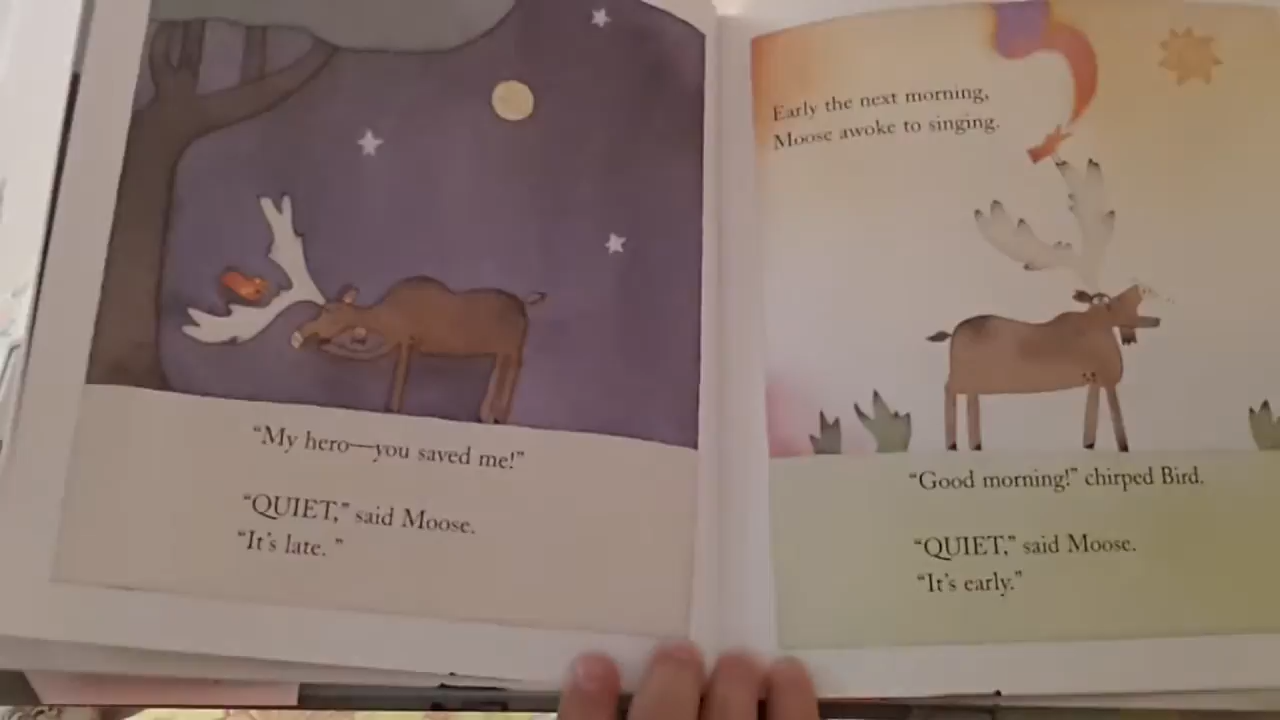 “My hero—you saved me!”
“QUIET,” said Moose.
“It’s late. ”
Early the next morning,
Moose awoke to singing.
“Good morning!” chirped Bird.
“QUIET,” said Moose.
“It’s early.”